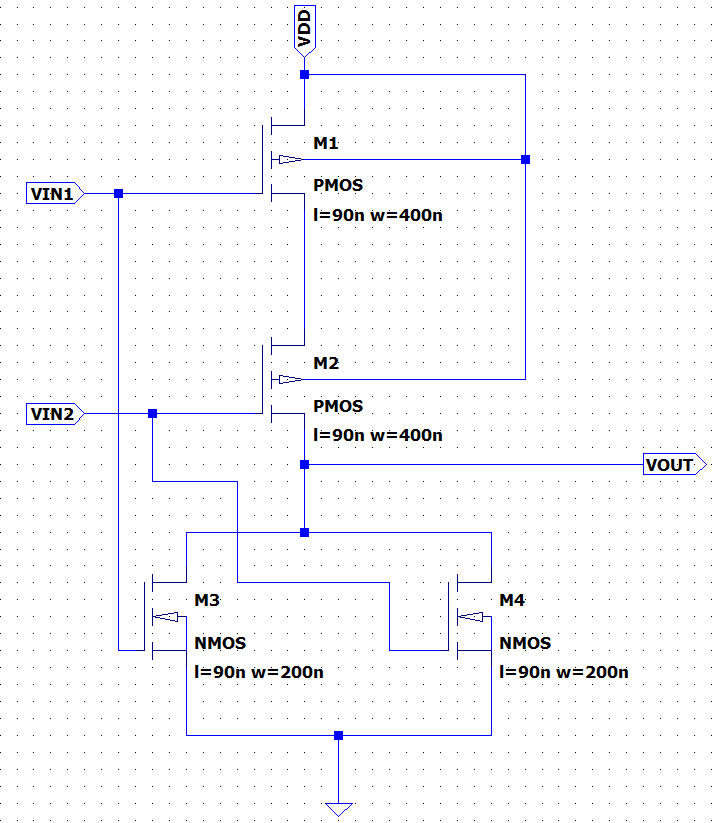 VDD
M1
VIN1
PMOS
l=90n w=400n
M2
VIN2
PMOS
l=90n w=400n
VOUT
M3
M4
NMOS
NMOS
l=90n w=200n
l=90n w=200n